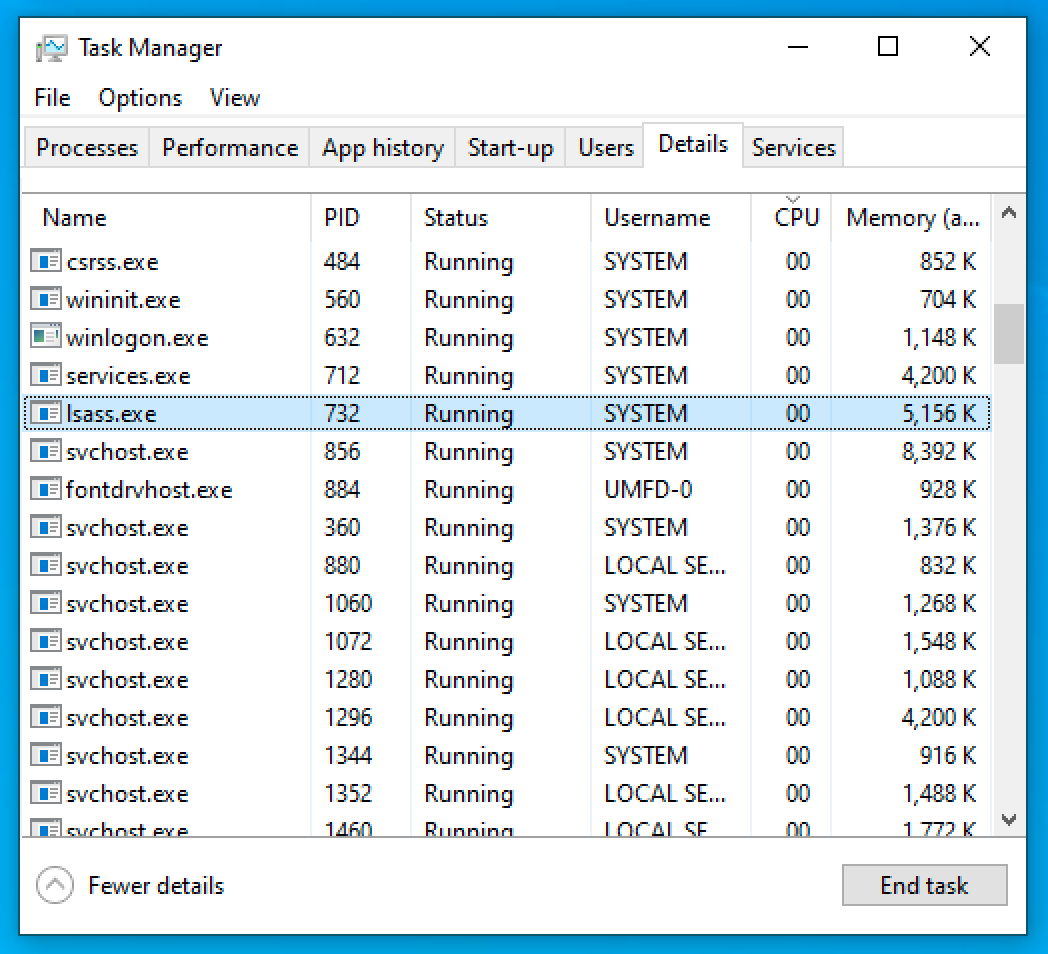 Task Manager
File Options View
Processes Performance App history Start-up Users Details Services
Name PID Status Username CPU Memory (a...
csrss.exe 484 Running SYSTEM 00 852 K
wininit.exe 560 Running SYSTEM 00 704 K
winlogon.exe 632 Running SYSTEM 00 1,148 K
services.exe 712 Running SYSTEM 00 4,200 K
lsass.exe 732 Running SYSTEM 00 5,156 K
svchost.exe 856 Running SYSTEM 00 8,392 K
fontdrvhost.exe 884 Running UMFD-0 00 928 K
svchost.exe 360 Running SYSTEM 00 1,376 K
svchost.exe 880 Running LOCAL SE... 00 832 K
svchost.exe 1060 Running SYSTEM 00 1,268 K
svchost.exe 1072 Running LOCAL SE... 00 1,548 K
svchost.exe 1280 Running LOCAL SE... 00 1,088 K
svchost.exe 1296 Running LOCAL SE... 00 4,200 K
svchost.exe 1344 Running SYSTEM 00 916 K
svchost.exe 1352 Running LOCAL SE... 00 1,488 K
svchost.exe 1460 Running LOCAL SE 00 1,772 K
Fewer details End task